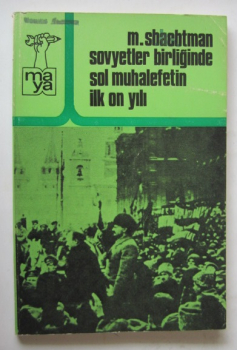 m. shachtman
sovyetler birliğinde
sol muhalefetin
ilk on yılı
ma
ya